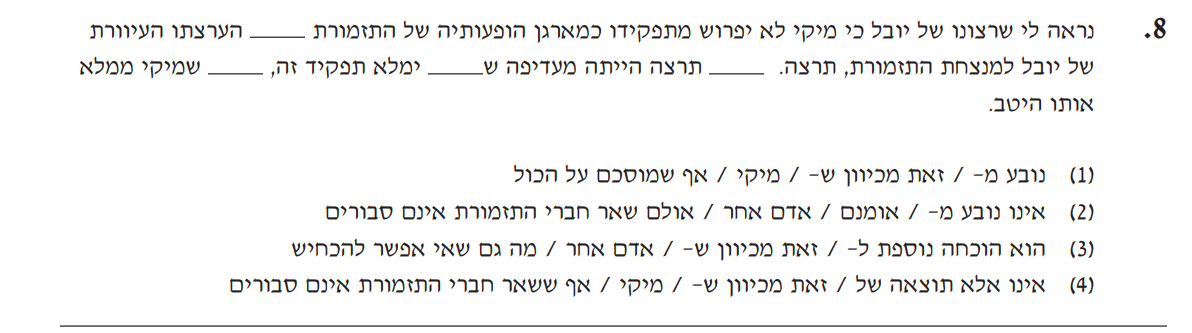 8. נראה לי שרצונו של יובל כי מיקי לא יפרוש מתפקידו כמארגן הופעותיה של התזמורת _____ הערצתו העיוורת
של יובל למנצחת התזמורת, תרצה. _____ תרצה הייתה מעדיפה ש_____ ימלא תפקיד זה, _____ שמיקי ממלא
אותו היטב.
(1) נובע מ- / זאת מכיוון ש- / מיקי / אף שמוסכם על הכול
(2) אינו נובע מ- / אומנם / אדם אחר / אולם שאר חברי התזמורת אינם סבורים
(3) הוא הוכחה נוספת ל- / זאת מכיוון ש- / אדם אחר / מה גם שאי אפשר להכחיש
(4) אינו אלא תוצאה של / זאת מכיוון ש- / מיקי / אף ששאר חברי התזמורת אינם סבורים